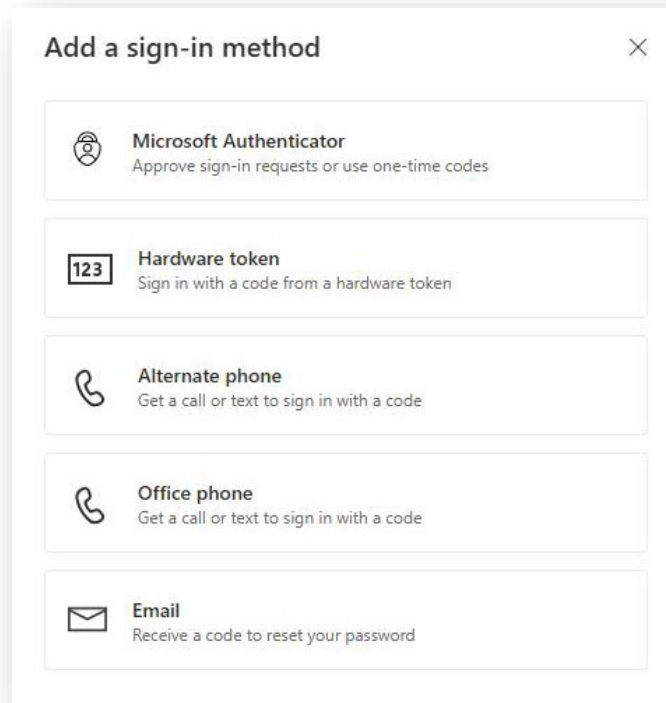 Add a sign-in method
Microsoft Authenticator
Approve sign-in requests or use one-time codes
123
Hardware token
Sign in with a code from a hardware token
Alternate phone
Get a call or text to sign in with a code
Office phone
Get a call or text to sign in with a code
Email
Receive a code to reset your password